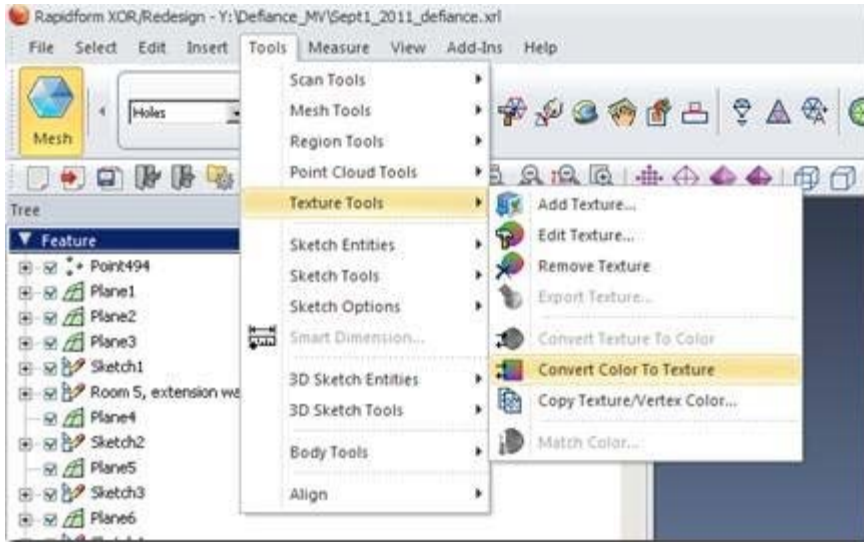 Rapidform XOR/Redesign - Y:\Defiance_MV\Sept1_2011_defiance.xrl
File Select Edit Insert Tools Measure View Add-Ins Help
Mesh
Holes
Scan Tools
Mesh Tools
Region Tools
Point Cloud Tools
Texture Tools
Sketch Entities
Sketch Tools
Sketch Options
Smart Dimension...
3D Sketch Entities
3D Sketch Tools
Body Tools
Align
Add Texture...
Edit Texture...
Remove Texture
Export Texture...
Convert Texture To Color
Convert Color To Texture
Copy Texture/Vertex Color...
Match Color...
Tree
Feature
Point494
Plane1
Plane2
Plane3
Sketch1
Room 5, extension wa
Plane4
Sketch2
Plane5
Sketch3
Plane6